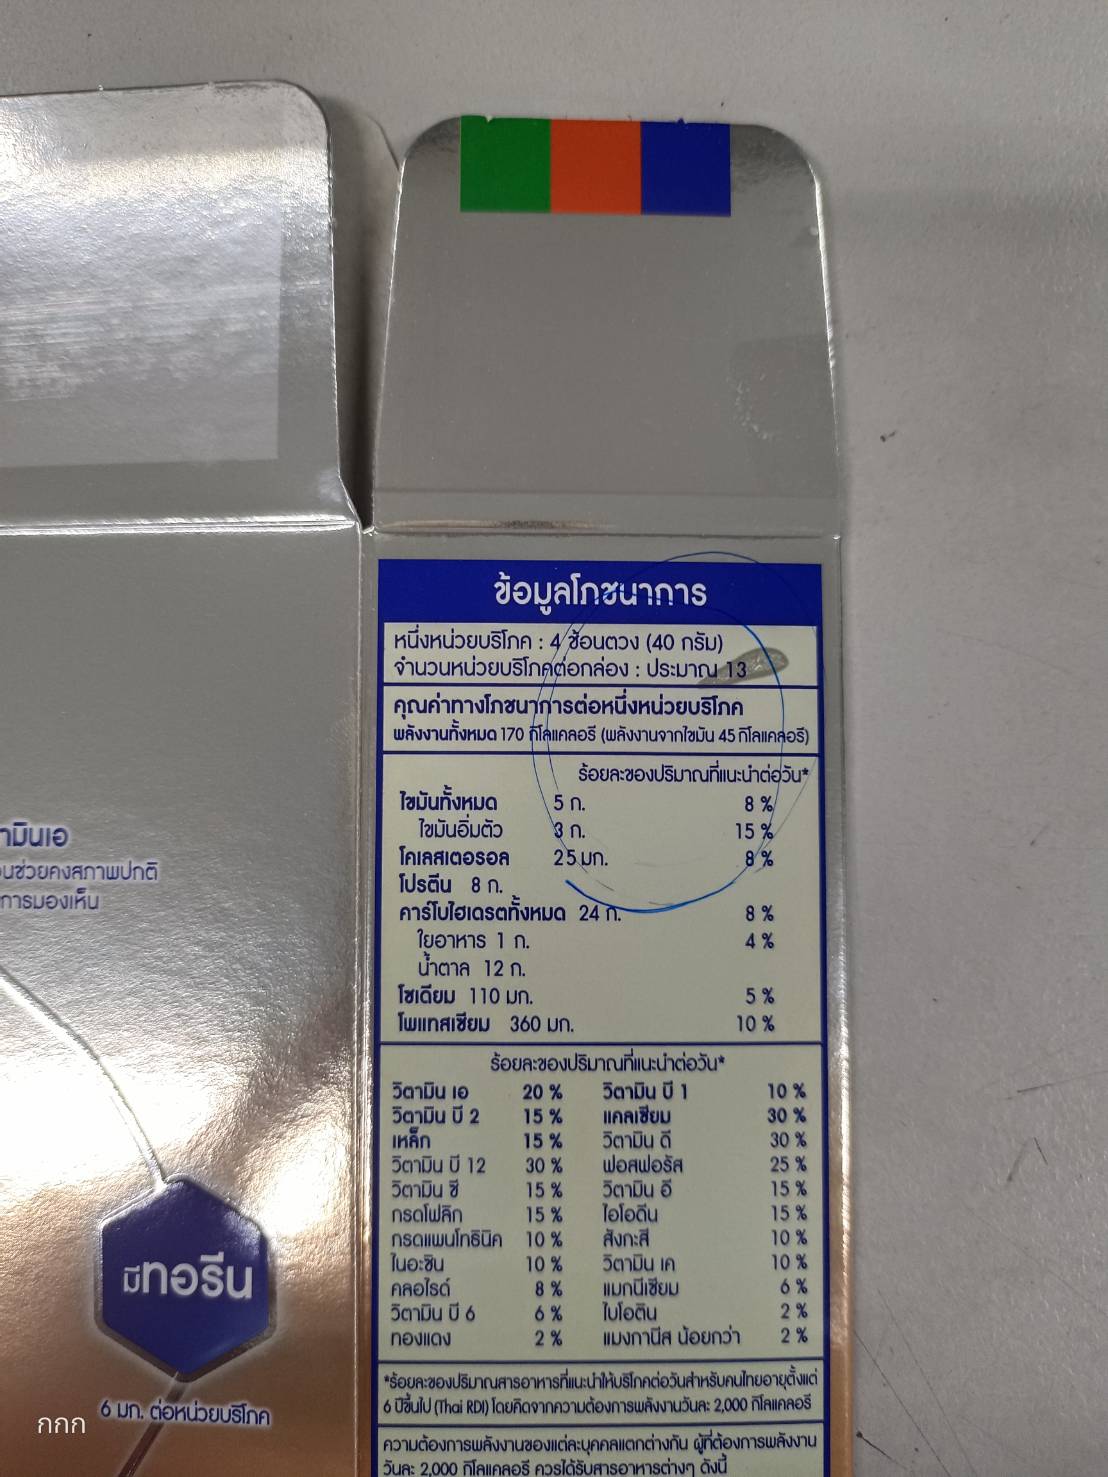 ข้อมูลโภชนาการ
หนึ่งหน่วยบริโภค : 4 ช้อนตวง (40 กรัม)
จำนวนหน่วยบริโภคต่อกล่อง : ประมาณ 13
คุณค่าทางโภชนาการต่อหนึ่งหน่วยบริโภค
พลังงานทั้งหมด 170 กิโลแคลอรี (พลังงานจากไขมัน 45 กิโลแคลอรี)
ร้อยละของปริมาณที่แนะนำต่อวัน*
ไขมันทั้งหมด 5 ก. 8 %
ไขมันอิ่มตัว 3 ก. 15 %
โคเลสเตอรอล 25 มก. 8 %
โปรตีน 8 ก.
คาร์โบไฮเดรตทั้งหมด 24 ก. 8 %
ใยอาหาร 1 ก. 4 %
น้ำตาล 12 ก.
โซเดียม 110 มก. 5 %
โพแทสเซียม 360 มก. 10 %
ร้อยละของปริมาณที่แนะนำต่อวัน*
วิตามิน เอ 20 % วิตามิน บี 1 10 %
วิตามิน บี 2 15 % แคลเซียม 30 %
เหล็ก 15 % วิตามิน ดี 30 %
วิตามิน บี 12 30 % ฟอสฟอรัส 25 %
วิตามิน ซี 15 % วิตามิน อี 15 %
กรดโฟลิก 15 % ไอโอดีน 15 %
กรดแพนโทธินิค 10 % สังกะสี 10 %
ไนอะซิน 10 % วิตามิน เค 10 %
คลอไรด์ 8 % แมกนีเซียม 6 %
วิตามิน บี 6 6 % ไบโอติน 2 %
ทองแดง 2 % แมงกานีส น้อยกว่า 2 %
*ร้อยละของปริมาณสารอาหารที่แนะนำให้บริโภคต่อวันสำหรับคนไทยอายุตั้งแต่
6 ปีขึ้นไป (Thai RDI) โดยคิดจากความต้องการพลังงานวันละ 2,000 กิโลแคลอรี
ความต้องการพลังงานของแต่ละบุคคลแตกต่างกัน ผู้ที่ต้องการพลังงาน
วันละ 2,000 กิโลแคลอรี ควรได้รับสารอาหารต่างๆ ดังนี้
ตามินเอ
นช่วยคงสภาพปกติ
การมองเห็น
มีทอรีน
6 มก. ต่อหน่วยบริโภค
กกก